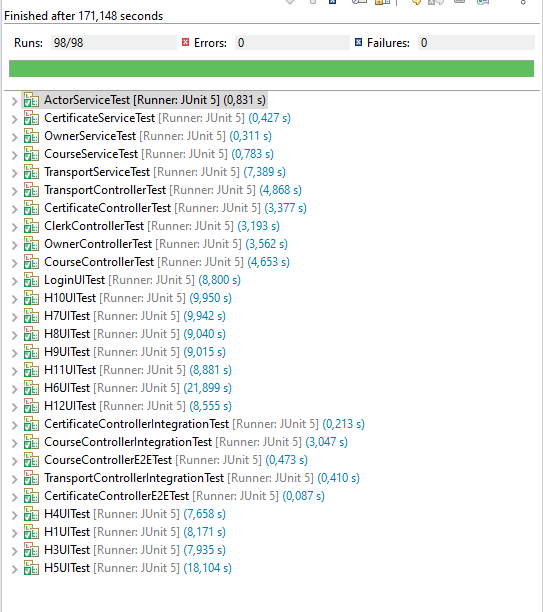 Finished after 171,148 seconds
Runs: 98/98 Errors: 0 Failures: 0
ActorServiceTest [Runner: JUnit 5] (0,831 s)
CertificateServiceTest [Runner: JUnit 5] (0,427 s)
OwnerServiceTest [Runner: JUnit 5] (0,311 s)
CourseServiceTest [Runner: JUnit 5] (0,783 s)
TransportServiceTest [Runner: JUnit 5] (7,389 s)
TransportControllerTest [Runner: JUnit 5] (4,868 s)
CertificateControllerTest [Runner: JUnit 5] (3,377 s)
ClerkControllerTest [Runner: JUnit 5] (3,193 s)
OwnerControllerTest [Runner: JUnit 5] (3,562 s)
CourseControllerTest [Runner: JUnit 5] (4,653 s)
LoginUITest [Runner: JUnit 5] (8,800 s)
H10UITest [Runner: JUnit 5] (9,950 s)
H7UITest [Runner: JUnit 5] (9,942 s)
H8UITest [Runner: JUnit 5] (9,040 s)
H9UITest [Runner: JUnit 5] (9,015 s)
H11UITest [Runner: JUnit 5] (8,881 s)
H6UITest [Runner: JUnit 5] (21,899 s)
H12UITest [Runner: JUnit 5] (8,555 s)
CertificateControllerIntegrationTest [Runner: JUnit 5] (0,213 s)
CourseControllerIntegrationTest [Runner: JUnit 5] (3,047 s)
CourseControllerE2ETest [Runner: JUnit 5] (0,473 s)
TransportControllerIntegrationTest [Runner: JUnit 5] (0,410 s)
CertificateControllerE2ETest [Runner: JUnit 5] (0,087 s)
H4UITest [Runner: JUnit 5] (7,658 s)
H1UITest [Runner: JUnit 5] (8,171 s)
H3UITest [Runner: JUnit 5] (7,935 s)
H5UITest [Runner: JUnit 5] (18,104 s)